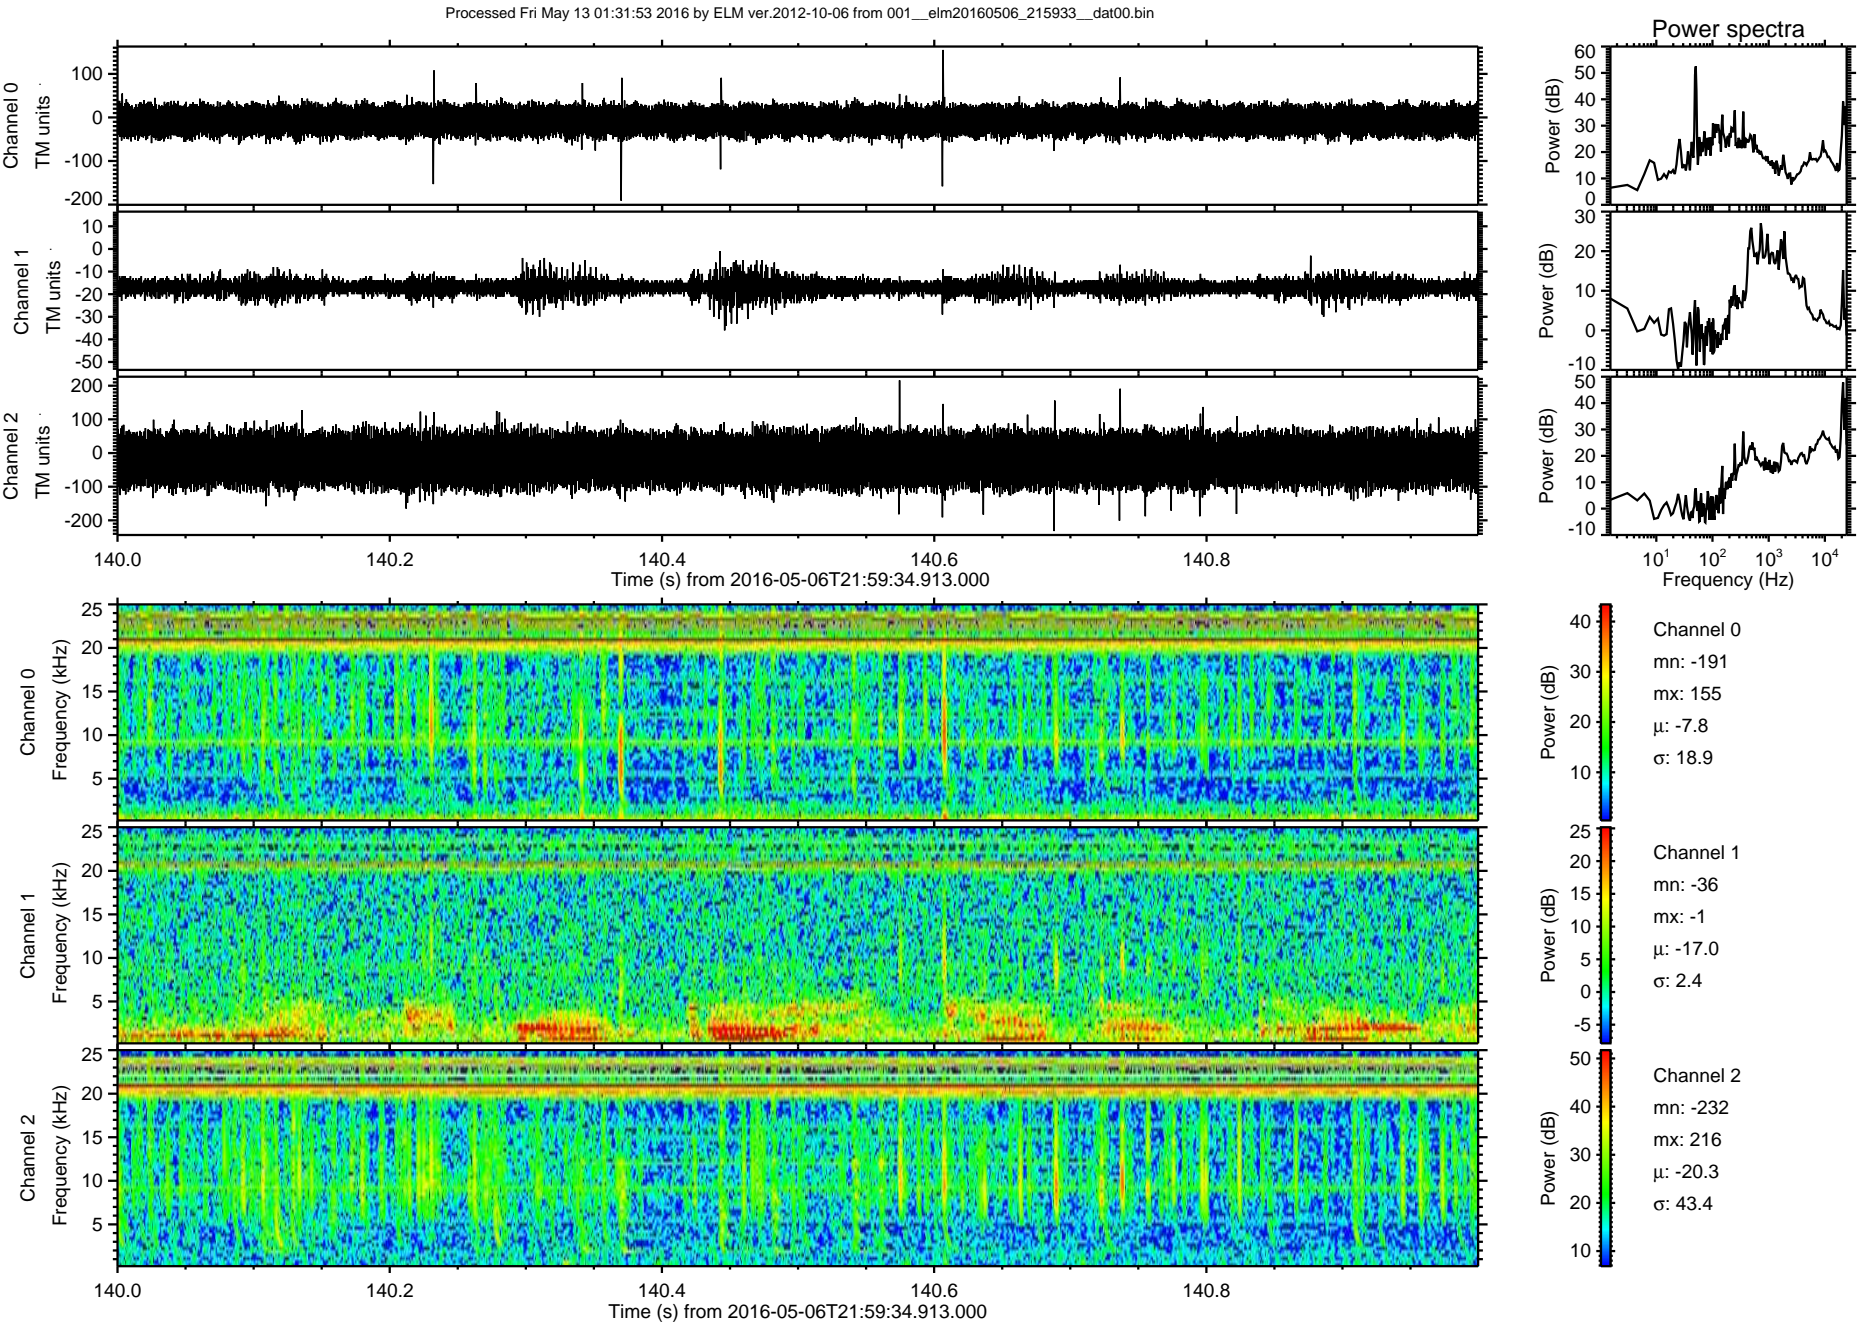 Processed Fri May 13 01:31:53 2016 by ELM ver.2012-10-06 from 001__elm20160506_215933__dat00.bin
Power spectra
Channel 0
TM units
100
0
-100
-200
Power (dB)
60
50
40
30
20
10
0
Channel 1
TM units
10
0
-10
-20
-30
-40
-50
Power (dB)
30
20
10
0
-10
Channel 2
TM units
200
100
0
-100
-200
Power (dB)
50
40
30
20
10
0
-10
140.0 140.2 140.4 140.6 140.8
Time (s) from 2016-05-06T21:59:34.913.000
10¹ 10² 10³ 10⁴
Frequency (Hz)
Channel 0
Frequency (kHz)
25
20
15
10
5
Power (dB)
40
30
20
10
Channel 0
mn: -191
mx: 155
μ: -7.8
σ: 18.9
Channel 1
Frequency (kHz)
25
20
15
10
5
Power (dB)
25
20
15
10
5
0
-5
Channel 1
mn: -36
mx: -1
μ: -17.0
σ: 2.4
Channel 2
Frequency (kHz)
25
20
15
10
5
Power (dB)
50
40
30
20
10
Channel 2
mn: -232
mx: 216
μ: -20.3
σ: 43.4
140.0 140.2 140.4 140.6 140.8
Time (s) from 2016-05-06T21:59:34.913.000